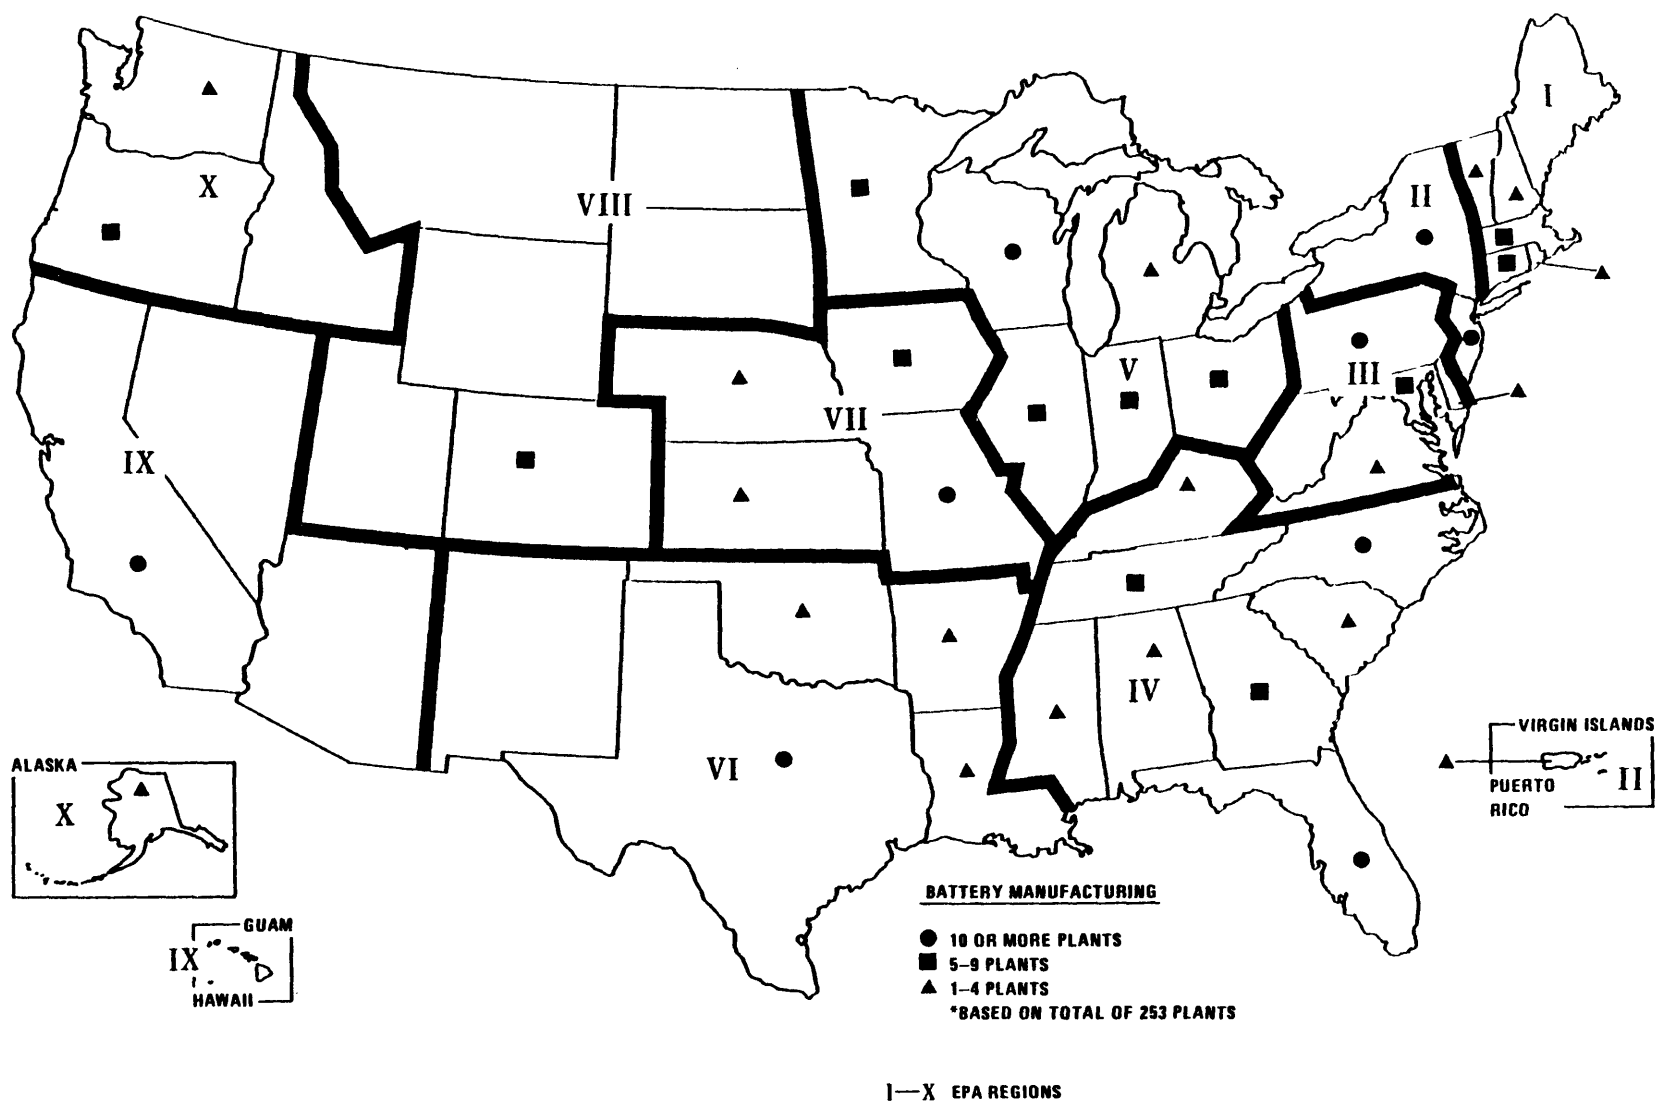 I
X
II
VIII
V
III
VII
IX
IV
VI
VIRGIN ISLANDS
PUERTO
RICO
II
ALASKA
X
GUAM
IX
HAWAII
BATTERY MANUFACTURING
10 OR MORE PLANTS
5–9 PLANTS
1–4 PLANTS
*BASED ON TOTAL OF 253 PLANTS
I—X EPA REGIONS